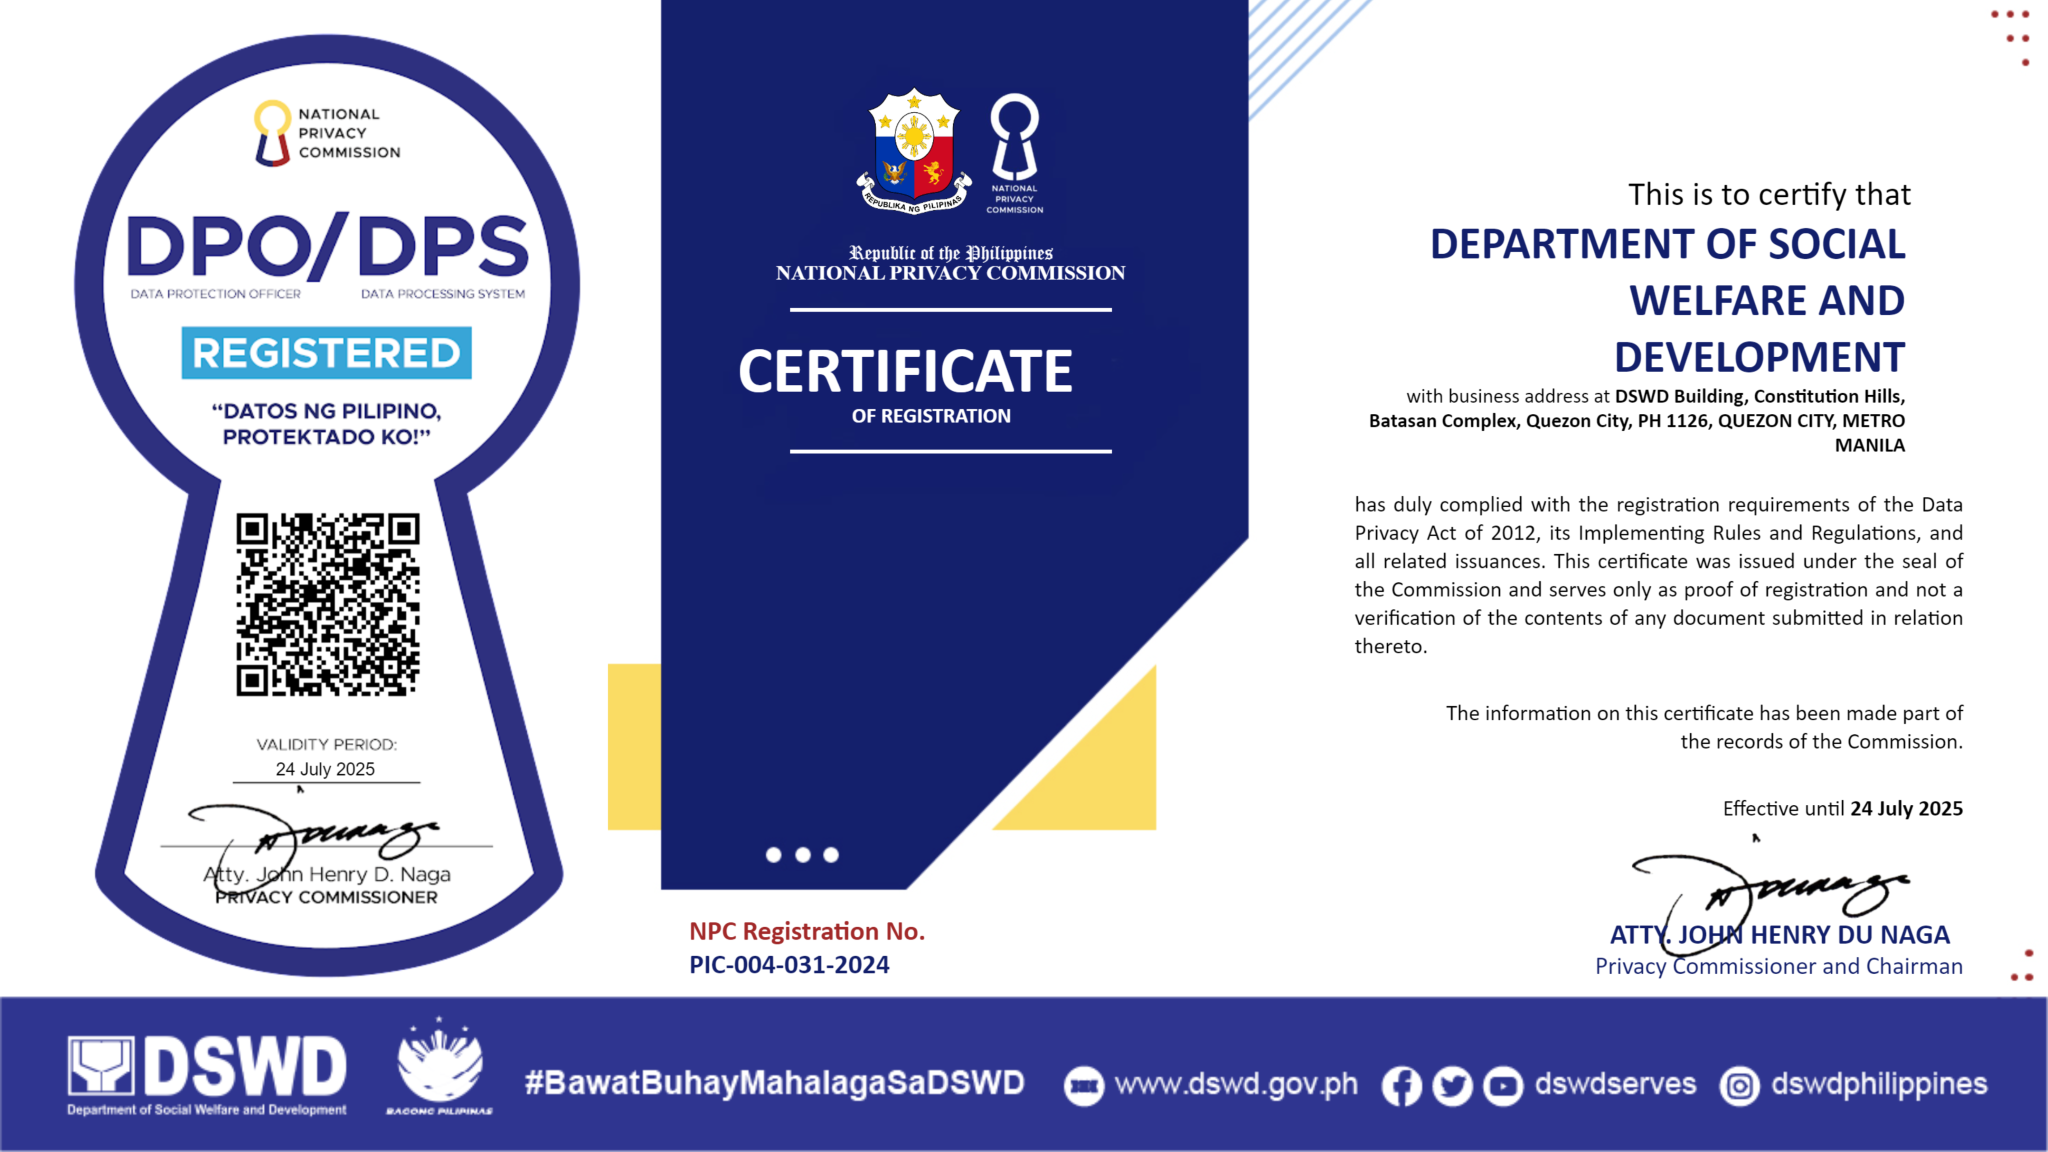 NATIONAL
PRIVACY
COMMISSION
DPO/DPS
DATA PROTECTION OFFICER DATA PROCESSING SYSTEM
REGISTERED
“DATOS NG PILIPINO,
PROTEKTADO KO!”
VALIDITY PERIOD:
24 July 2025
Atty. John Henry D. Naga
PRIVACY COMMISSIONER
REPUBLIKA NG PILIPINAS
NATIONAL
PRIVACY
COMMISSION
Republic of the Philippines
NATIONAL PRIVACY COMMISSION
CERTIFICATE
OF REGISTRATION
NPC Registration No.
PIC-004-031-2024
This is to certify that
DEPARTMENT OF SOCIAL
WELFARE AND
DEVELOPMENT
with business address at DSWD Building, Constitution Hills,
Batasan Complex, Quezon City, PH 1126, QUEZON CITY, METRO
MANILA
has duly complied with the registration requirements of the Data
Privacy Act of 2012, its Implementing Rules and Regulations, and
all related issuances. This certificate was issued under the seal of
the Commission and serves only as proof of registration and not a
verification of the contents of any document submitted in relation
thereto.
The information on this certificate has been made part of
the records of the Commission.
Effective until 24 July 2025
ATTY. JOHN HENRY DU NAGA
Privacy Commissioner and Chairman
DSWD
Department of Social Welfare and Development
BAGONG PILIPINAS
#BawatBuhayMahalagaSaDSWD
www.dswd.gov.ph
dswdserves
dswdphilippines